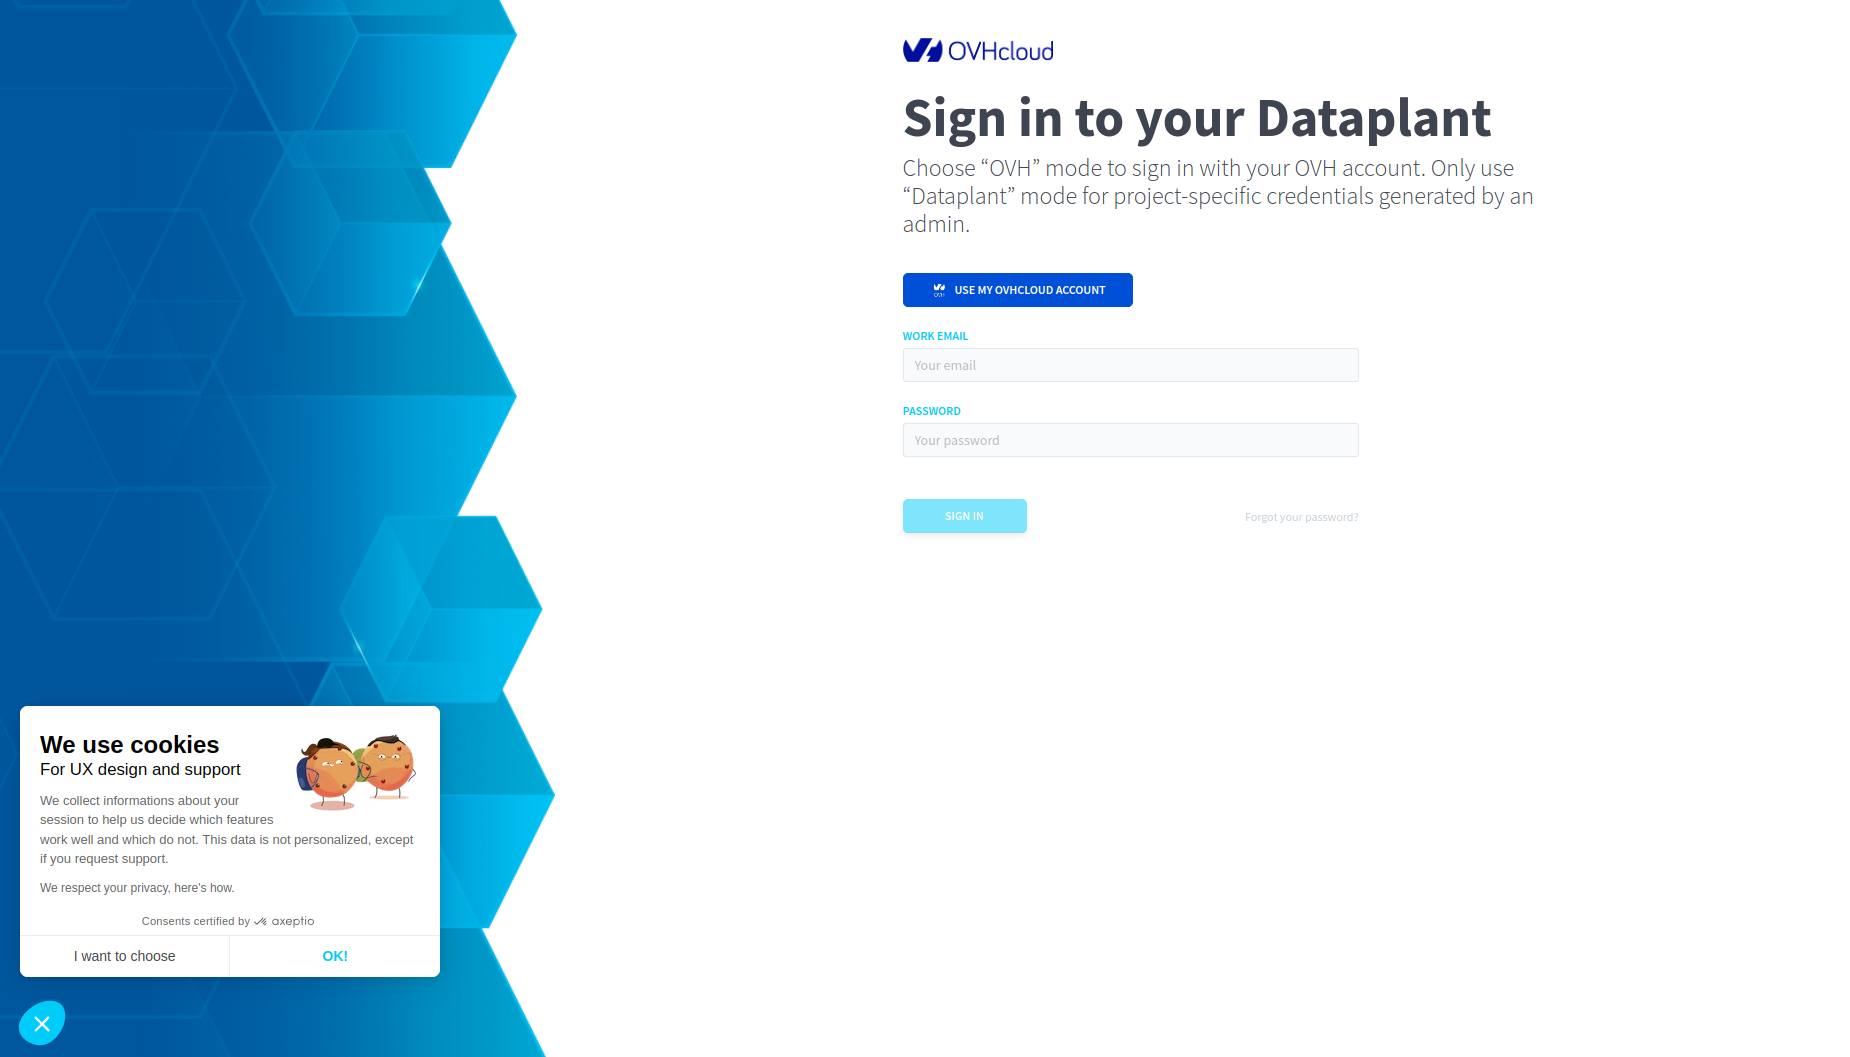 OVHcloud
Sign in to your Dataplant
Choose “OVH” mode to sign in with your OVH account. Only use
“Dataplant” mode for project-specific credentials generated by an
admin.
OVH
USE MY OVHCLOUD ACCOUNT
WORK EMAIL
Your email
PASSWORD
Your password
SIGN IN
Forgot your password?
We use cookies
For UX design and support
We collect informations about your
session to help us decide which features
work well and which do not. This data is not personalized, except
if you request support.
We respect your privacy, here's how.
Consents certified by axeptio
I want to choose
OK!